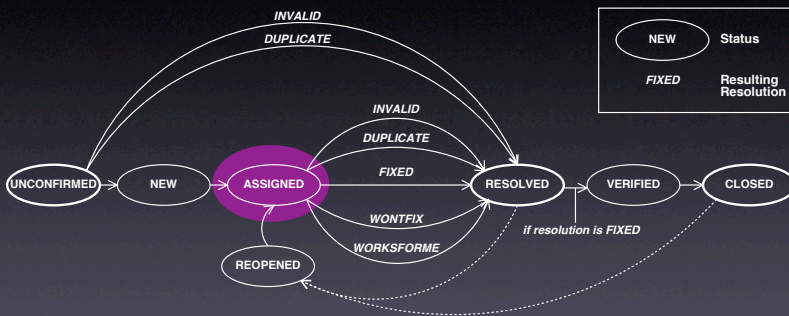 INVALID
DUPLICATE
NEW
Status
FIXED
Resulting
Resolution
INVALID
DUPLICATE
FIXED
WONTFIX
WORKSFORME
UNCONFIRMED
NEW
ASSIGNED
RESOLVED
VERIFIED
CLOSED
if resolution is FIXED
REOPENED